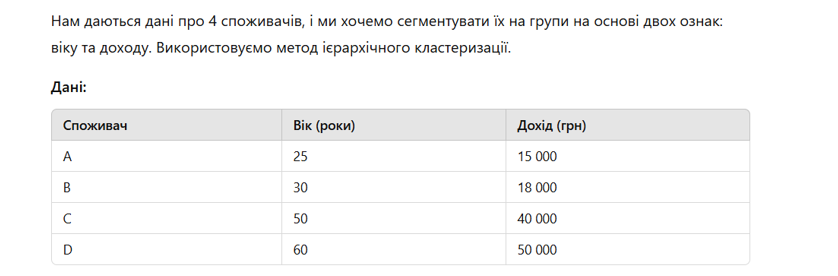 Нам даються дані про 4 споживачів, і ми хочемо сегментувати їх на групи на основі двох ознак:
віку та доходу. Використовуємо метод ієрархічного кластеризації.
Дані:
Споживач Вік (роки) Дохід (грн)
A 25 15 000
B 30 18 000
C 50 40 000
D 60 50 000